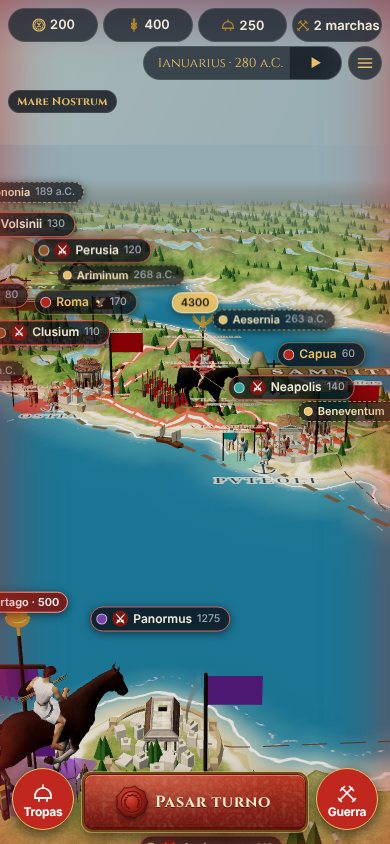 200
400
250
2 marchas
IANUARIUS · 280 a.C.
MARE NOSTRUM
nonia 189 a.C.
Volsinii 130
Perusia 120
Ariminum 268 a.C.
80
Roma 170
4300
Aesernia 263 a.C.
Clusium 110
Capua 60
a.C.
SAMNIT
Neapolis 140
Beneventum
OSTIA
PVTEOLI
rtago · 500
Panormus 1275
Tropas
PASAR TURNO
Guerra